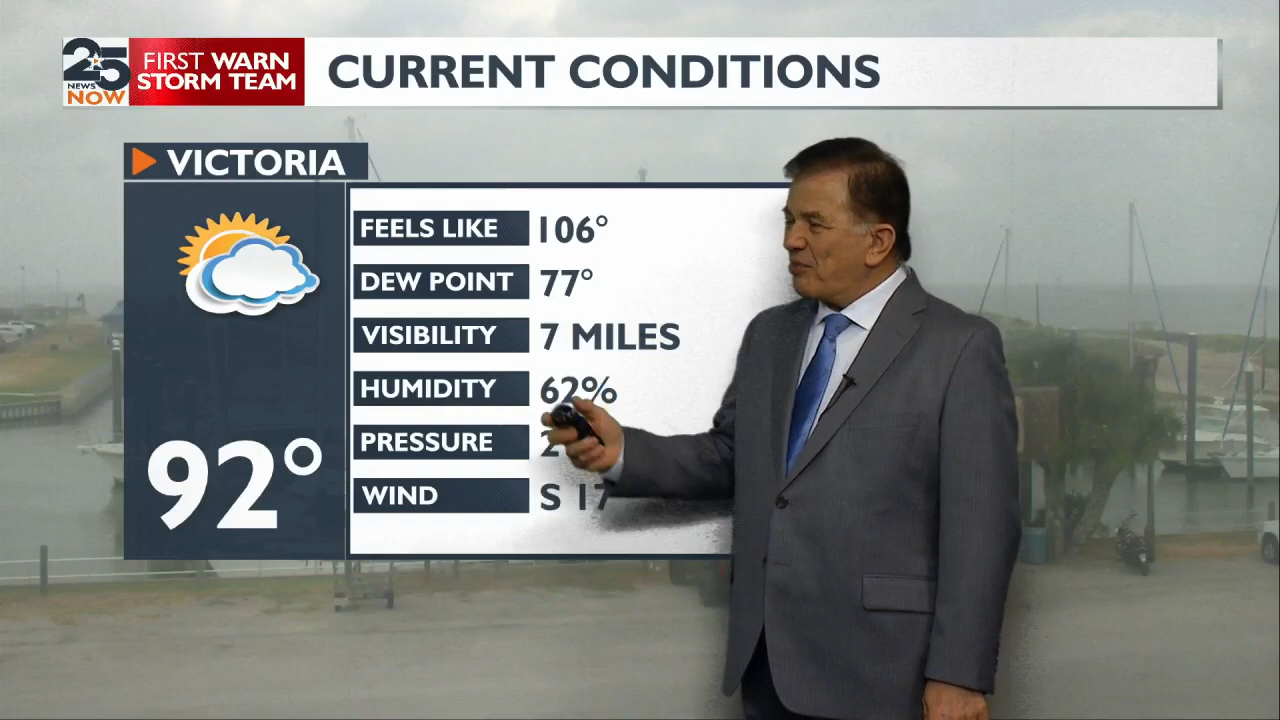 25
NEWS
NOW
FIRST WARN
STORM TEAM
CURRENT CONDITIONS
VICTORIA
92°
FEELS LIKE 106°
DEW POINT 77°
VISIBILITY 7 MILES
HUMIDITY 62%
PRESSURE
WIND S 17